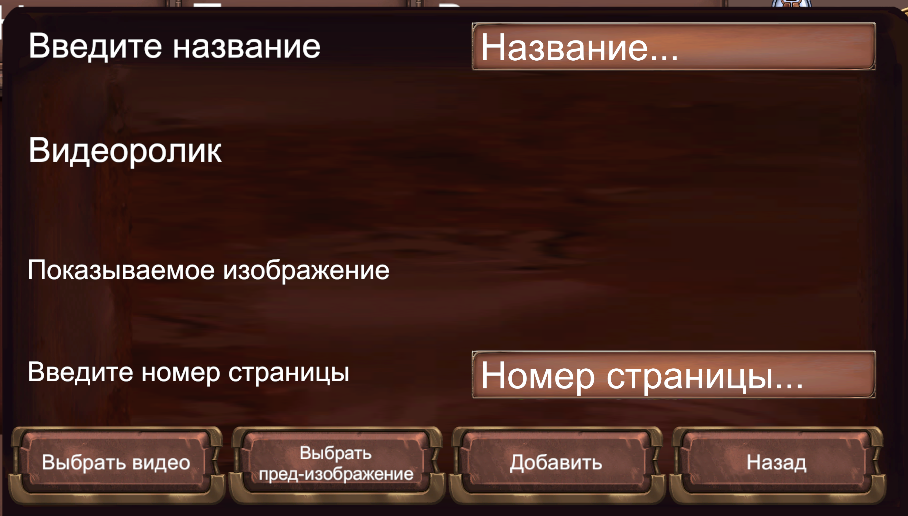 Введите название
Название...
Видеоролик
Показываемое изображение
Введите номер страницы
Номер страницы...
Выбрать видео
Выбрать
пред-изображение
Добавить
Назад